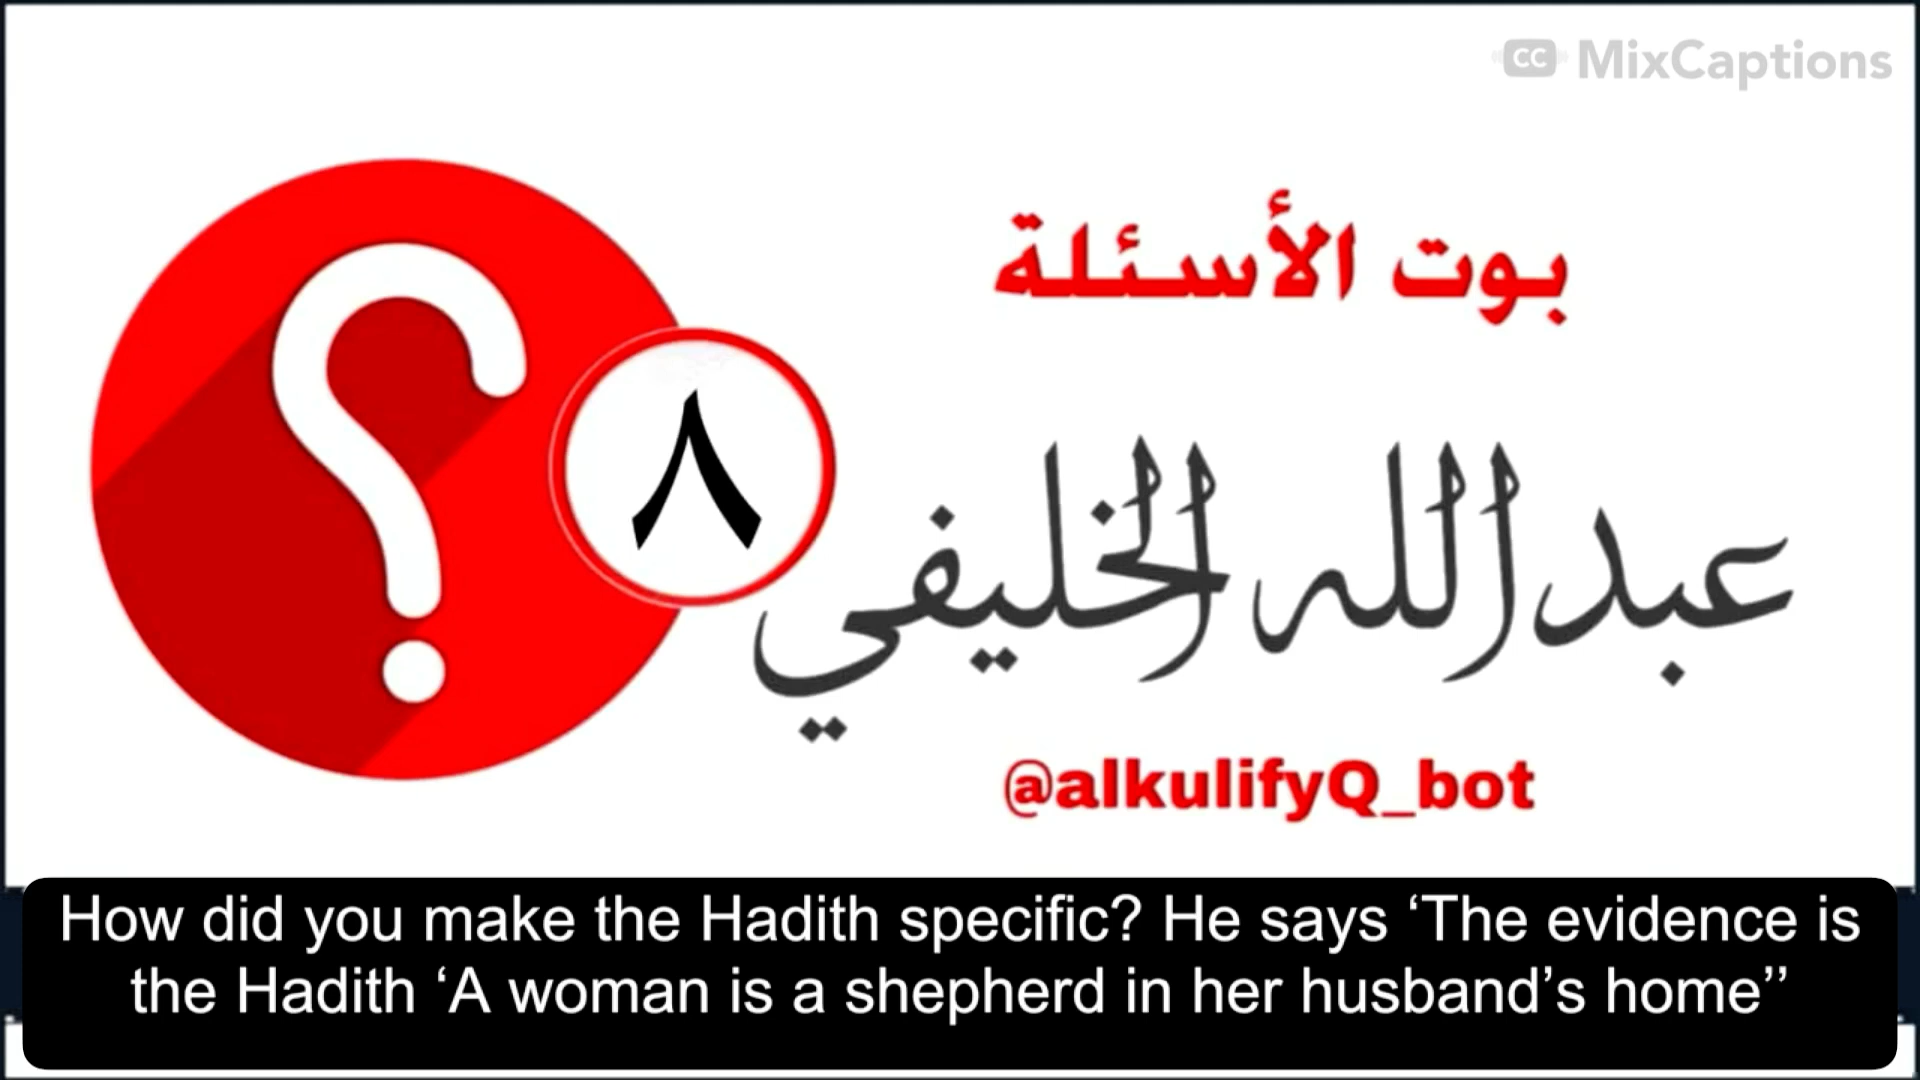 CC MixCaptions
بوت الأسئلة
٨
عبدالله الخليفي
@alkulifyQ_bot
How did you make the Hadith specific? He says ‘The evidence is
the Hadith ‘A woman is a shepherd in her husband’s home’’